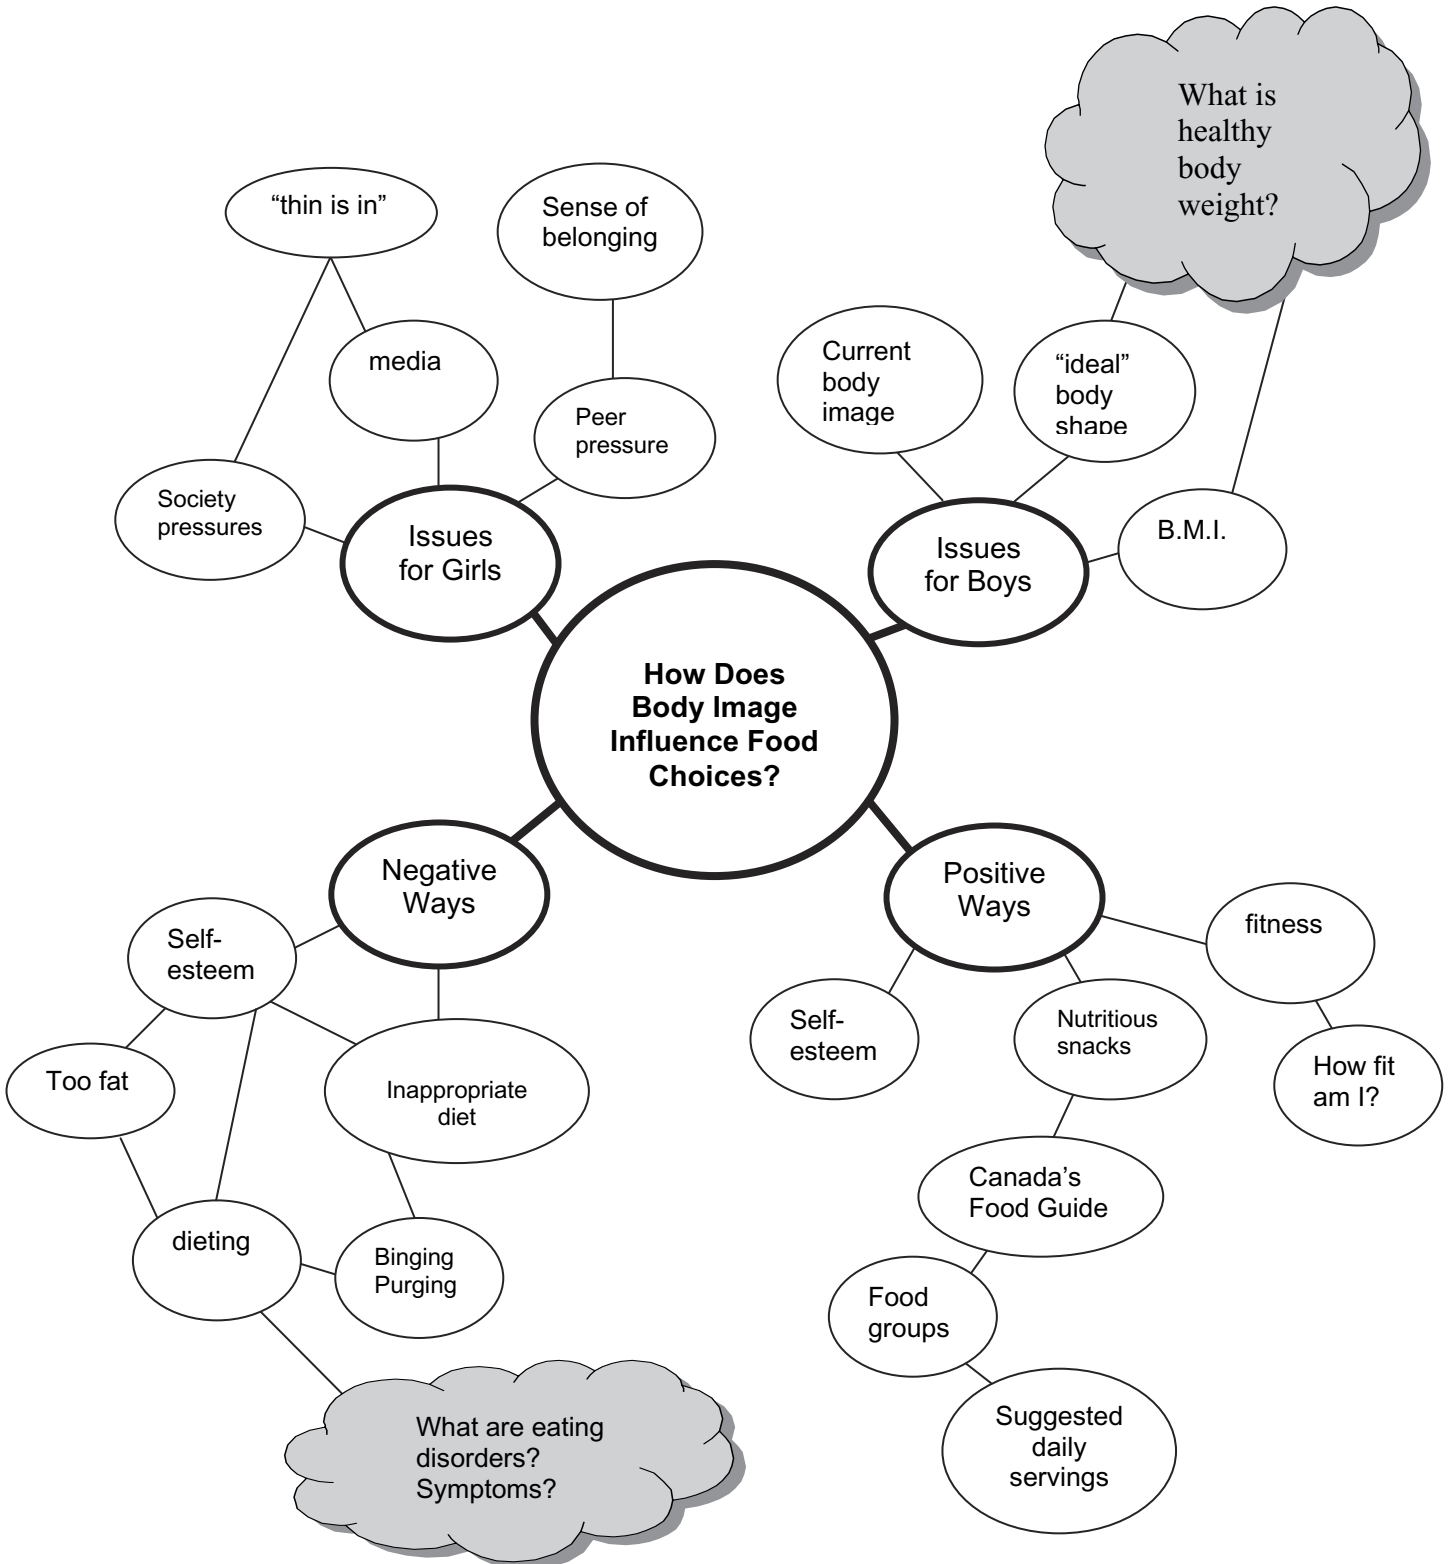 What is
healthy
body
weight?
“thin is in”
Sense of
belonging
media
Peer
pressure
Society
pressures
Issues
for Girls
Current
body
image
“ideal”
body
shape
B.M.I.
Issues
for Boys
How Does
Body Image
Influence Food
Choices?
Negative
Ways
Self-
esteem
Too fat
Inappropriate
diet
dieting
Binging
Purging
What are eating
disorders?
Symptoms?
Positive
Ways
fitness
Self-
esteem
Nutritious
snacks
How fit
am I?
Canada’s
Food Guide
Food
groups
Suggested
daily
servings